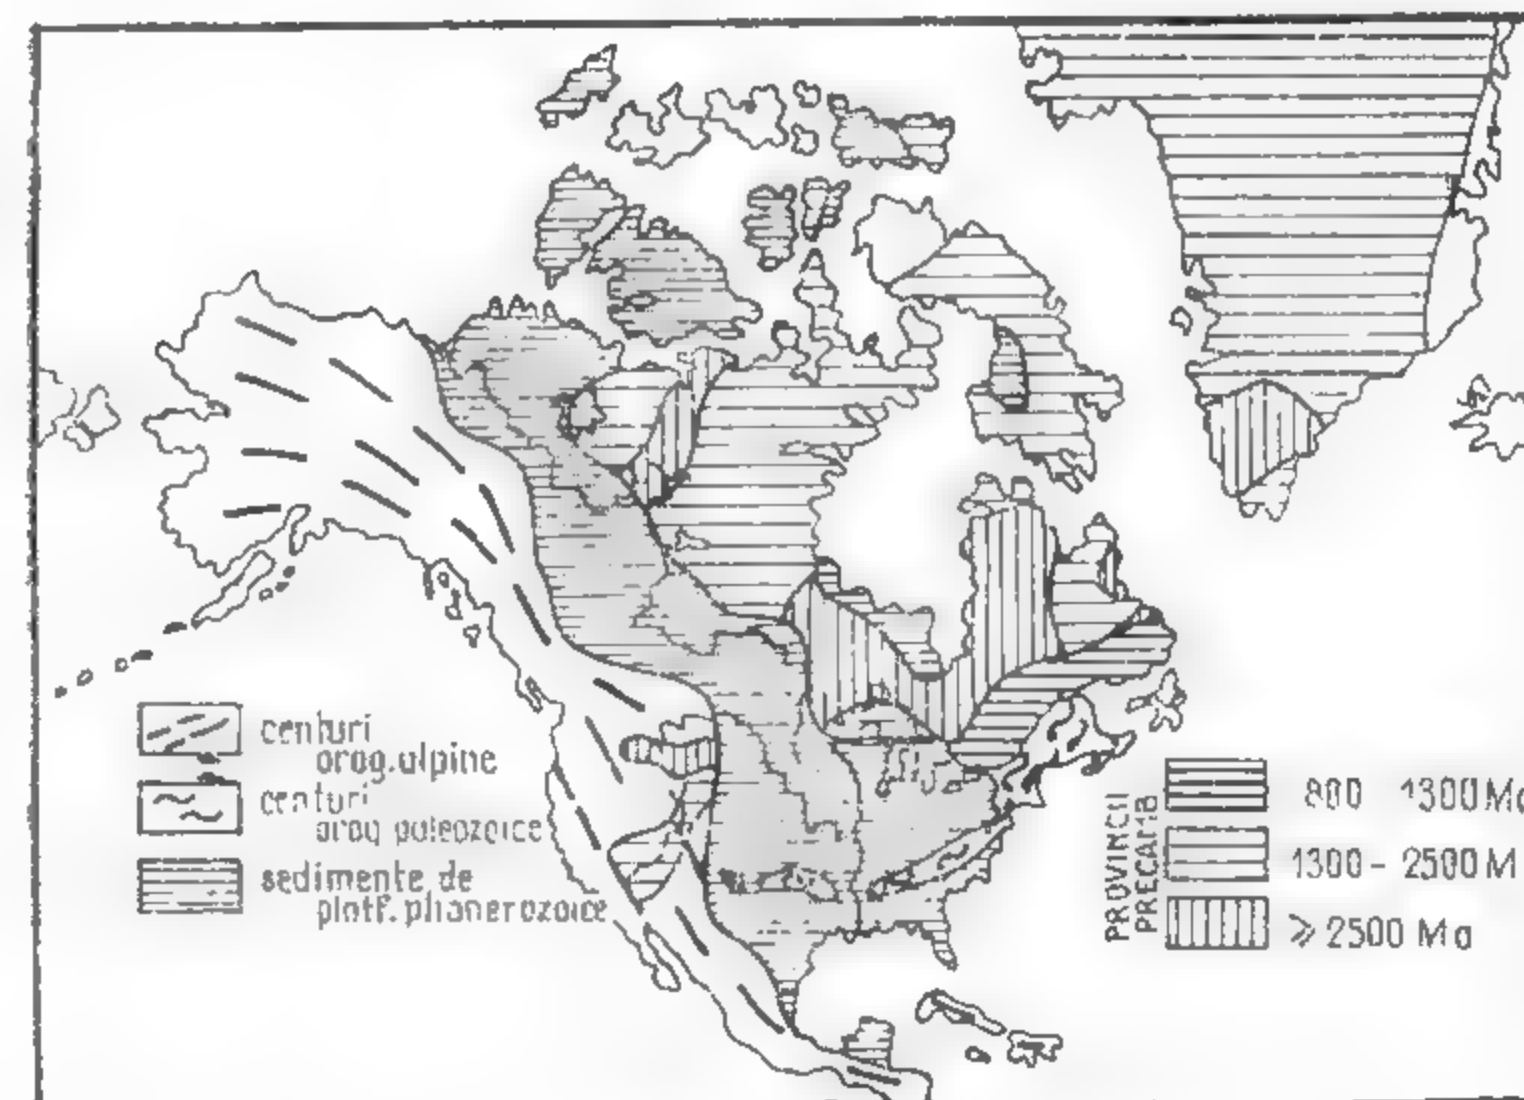 centuri
orog. alpine
centuri
orog paleozoice
sedimente de
platf. phanerozoice
PROVINCII
PRECAMB
800 1300 Ma
1300 - 2500 M
⩾ 2500 Ma